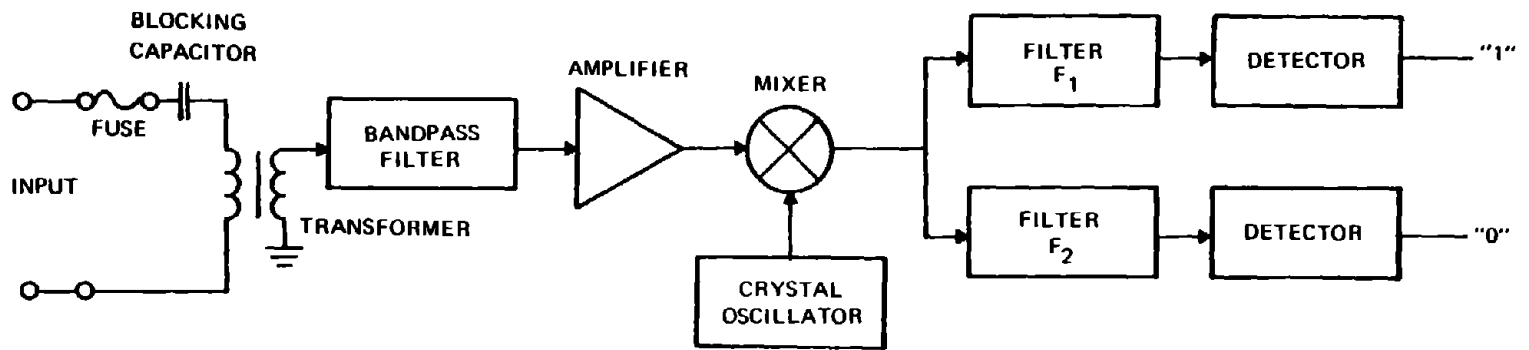 BLOCKING
CAPACITOR
FUSE
INPUT
TRANSFORMER
BANDPASS
FILTER
AMPLIFIER
MIXER
CRYSTAL
OSCILLATOR
FILTER
F1
DETECTOR
"1"
FILTER
F2
DETECTOR
"0"